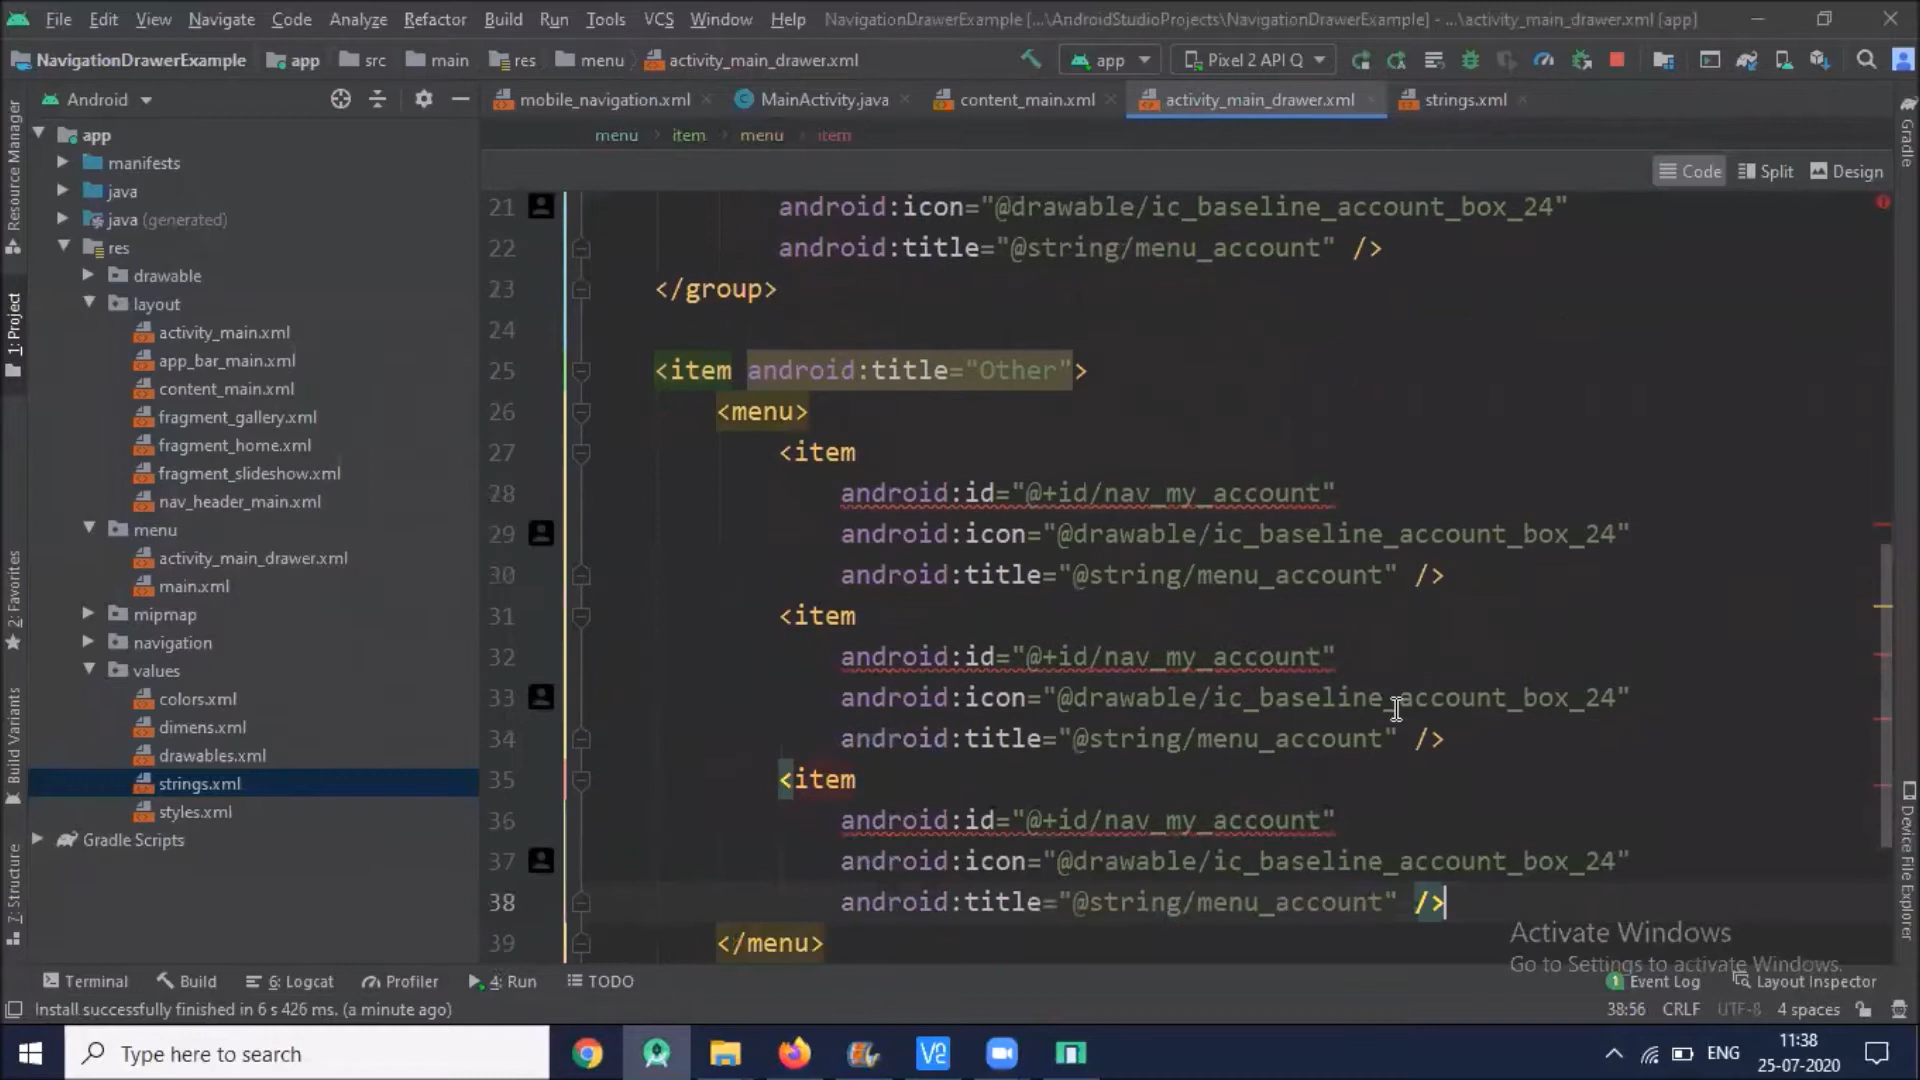 File Edit View Navigate Code Analyze Refactor Build Run Tools VCS Window Help NavigationDrawerExample [...\AndroidStudioProjects\NavigationDrawerExample] - ...\activity_main_drawer.xml [app]
NavigationDrawerExample app src main res menu activity_main_drawer.xml app Pixel 2 API Q
Android mobile_navigation.xml MainActivity.java content_main.xml activity_main_drawer.xml strings.xml
menu item menu item
Code Split Design
app
manifests
java
java (generated)
res
drawable
layout
activity_main.xml
app_bar_main.xml
content_main.xml
fragment_gallery.xml
fragment_home.xml
fragment_slideshow.xml
nav_header_main.xml
menu
activity_main_drawer.xml
main.xml
mipmap
navigation
values
colors.xml
dimens.xml
drawables.xml
strings.xml
styles.xml
Gradle Scripts
Resource Manager
1: Project
2: Favorites
Build Variants
7: Structure
21 android:icon="@drawable/ic_baseline_account_box_24"
22 android:title="@string/menu_account" />
23 </group>
24
25 <item android:title="Other">
26 <menu>
27 <item
28 android:id="@+id/nav_my_account"
29 android:icon="@drawable/ic_baseline_account_box_24"
30 android:title="@string/menu_account" />
31 <item
32 android:id="@+id/nav_my_account"
33 android:icon="@drawable/ic_baseline_account_box_24"
34 android:title="@string/menu_account" />
35 <item
36 android:id="@+id/nav_my_account"
37 android:icon="@drawable/ic_baseline_account_box_24"
38 android:title="@string/menu_account" />
39 </menu>
Gradle
Device File Explorer
Activate Windows
Go to Settings to activate Windows.
Terminal Build 6: Logcat Profiler 4: Run TODO 1 Event Log Layout Inspector
Install successfully finished in 6 s 426 ms. (a minute ago) 38:56 CRLF UTF-8 4 spaces
Type here to search V2 ENG 11:38
25-07-2020